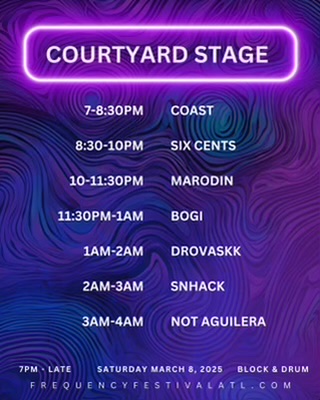 COURTYARD STAGE
7-8:30PM COAST
8:30-10PM SIX CENTS
10-11:30PM MARODIN
11:30PM-1AM BOGI
1AM-2AM DROVASKK
2AM-3AM SNHACK
3AM-4AM NOT AGUILERA
7PM - LATE SATURDAY MARCH 8, 2025 BLOCK & DRUM
FREQUENCYFESTIVALATL.COM